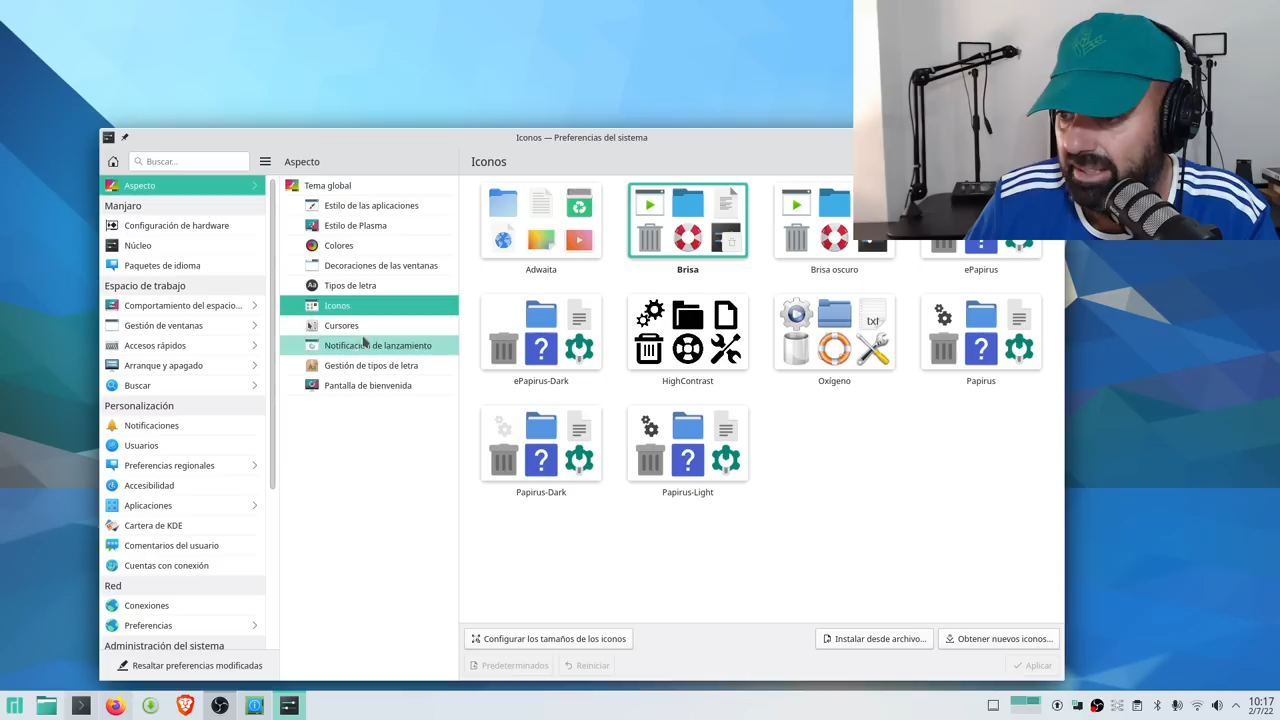 Iconos — Preferencias del sistema
Buscar...
Aspecto
Iconos
Aspecto
Manjaro
Configuración de hardware
Núcleo
Paquetes de idioma
Espacio de trabajo
Comportamiento del espacio...
Gestión de ventanas
Accesos rápidos
Arranque y apagado
Buscar
Personalización
Notificaciones
Usuarios
Preferencias regionales
Accesibilidad
Aplicaciones
Cartera de KDE
Comentarios del usuario
Cuentas con conexión
Red
Conexiones
Preferencias
Administración del sistema
Resaltar preferencias modificadas
Tema global
Estilo de las aplicaciones
Estilo de Plasma
Colores
Decoraciones de las ventanas
Tipos de letra
Iconos
Cursores
Notificación de lanzamiento
Gestión de tipos de letra
Pantalla de bienvenida
Adwaita
Brisa
Brisa oscuro
ePapirus
ePapirus-Dark
HighContrast
txt
Oxígeno
Papirus
Papirus-Dark
Papirus-Light
Configurar los tamaños de los iconos
Instalar desde archivo...
Obtener nuevos iconos...
Predeterminados
Reiniciar
Aplicar
10:17
2/7/22